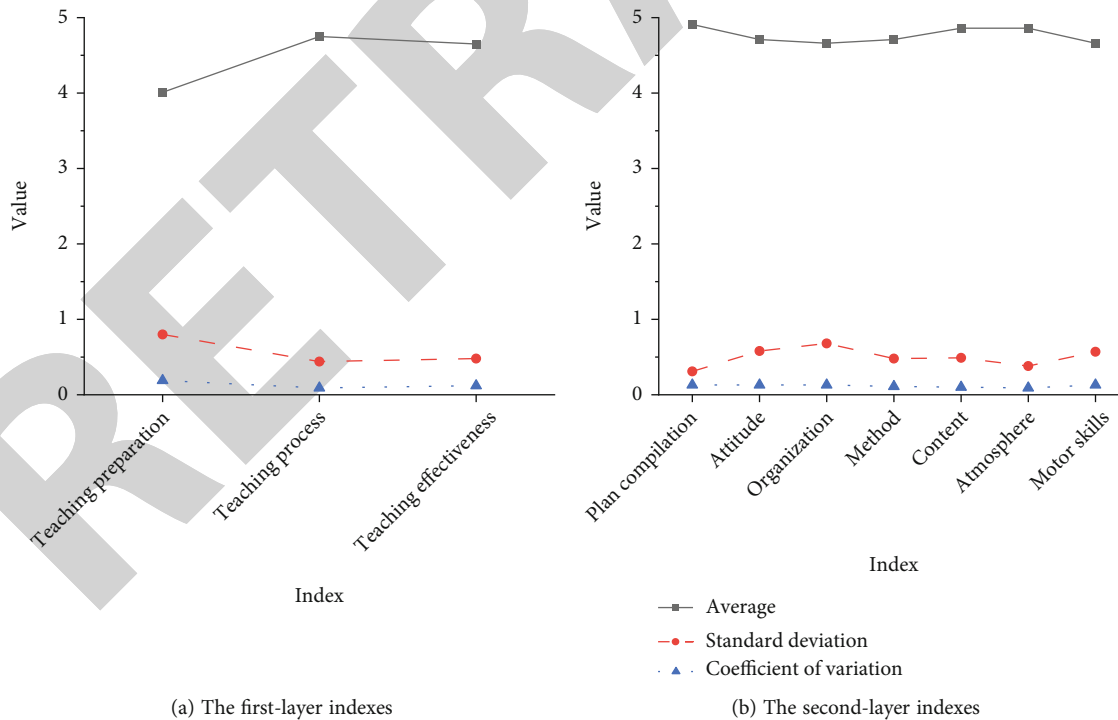 5
4
3
2
1
0
Value
Teaching preparation
Teaching process
Teaching effectiveness
Index
(a) The first-layer indexes
5
4
3
2
1
0
Value
Plan compilation
Attitude
Organization
Method
Content
Atmosphere
Motor skills
Index
Average
Standard deviation
Coefficient of variation
(b) The second-layer indexes